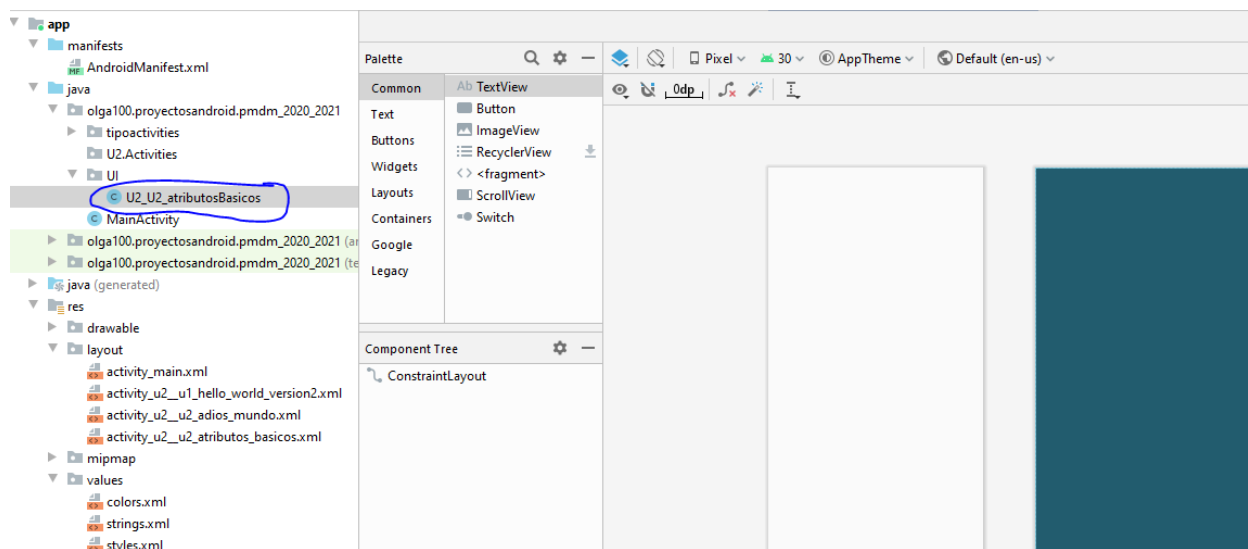 app
manifests
MF
AndroidManifest.xml
java
olga100.proyectosandroid.pmdm_2020_2021
tipoactivities
U2.Activities
UI
C U2_U2_atributosBasicos
C MainActivity
olga100.proyectosandroid.pmdm_2020_2021 (ar
olga100.proyectosandroid.pmdm_2020_2021 (te
java (generated)
res
drawable
layout
activity_main.xml
activity_u2__u1_hello_world_version2.xml
activity_u2__u2_adios_mundo.xml
activity_u2__u2_atributos_basicos.xml
mipmap
values
colors.xml
strings.xml
styles.xml
Palette
Common
Text
Buttons
Widgets
Layouts
Containers
Google
Legacy
Ab TextView
Button
ImageView
RecyclerView
<fragment>
ScrollView
Switch
Component Tree
ConstraintLayout
Pixel 30 AppTheme Default (en-us)
0dp